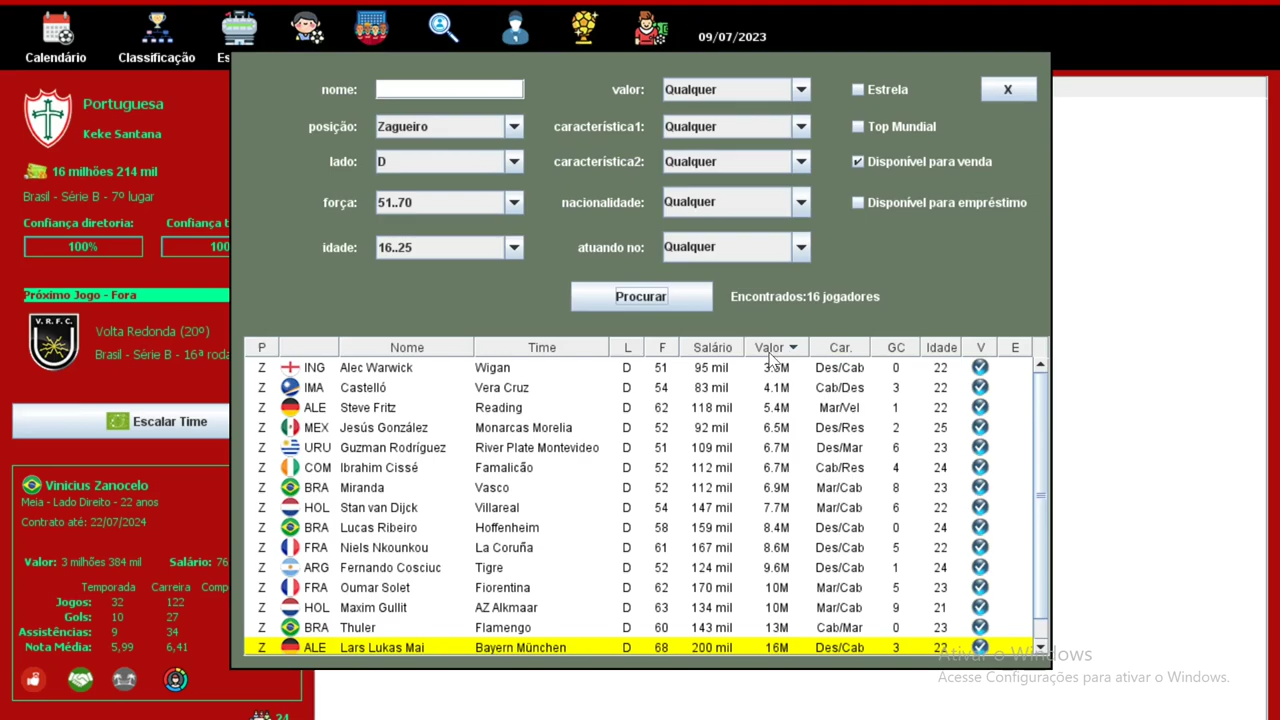 Calendário
Classificação
Es
09/07/2023
Portuguesa
Keke Santana
16 milhões 214 mil
Brasil - Série B - 7º lugar
Confiança diretoria:
Confiança t
100%
100
Próximo Jogo - Fora
V. R. F. C.
Volta Redonda (20º)
Brasil - Série B - 16ª roda
Escalar Time
Vinicius Zanocelo
Meia - Lado Direito - 22 anos
Contrato até: 22/07/2024
Valor: 3 milhões 384 mil Salário: 76
Temporada Carreira Comp
Jogos: 32 122
Gols: 10 27
Assistências: 9 34
Nota Média: 5,99 6,41
24
nome:
valor: Qualquer
Estrela
X
posição: Zagueiro
característica1: Qualquer
Top Mundial
lado: D
característica2: Qualquer
Disponível para venda
força: 51..70
nacionalidade: Qualquer
Disponível para empréstimo
idade: 16..25
atuando no: Qualquer
Procurar
Encontrados:16 jogadores
P Nome Time L F Salário Valor Car. GC Idade V E
Z ING Alec Warwick Wigan D 51 95 mil Des/Cab 0 22
Z IMA Castelló Vera Cruz D 54 83 mil 4.1M Cab/Des 3 22
Z ALE Steve Fritz Reading D 62 118 mil 5.4M Mar/Vel 1 22
Z MEX Jesús González Monarcas Morelia D 52 92 mil 6.5M Des/Res 2 25
Z URU Guzman Rodríguez River Plate Montevideo D 51 109 mil 6.7M Des/Mar 6 23
Z COM Ibrahim Cissé Famalicão D 52 112 mil 6.7M Cab/Res 4 24
Z BRA Miranda Vasco D 52 112 mil 6.9M Mar/Cab 8 23
Z HOL Stan van Dijck Villareal D 54 147 mil 7.7M Mar/Cab 6 22
Z BRA Lucas Ribeiro Hoffenheim D 58 159 mil 8.4M Des/Cab 0 24
Z FRA Niels Nkounkou La Coruña D 61 167 mil 8.6M Des/Cab 5 22
Z ARG Fernando Cosciuc Tigre D 52 124 mil 9.6M Des/Cab 1 24
Z FRA Oumar Solet Fiorentina D 62 170 mil 10M Mar/Cab 5 23
Z HOL Maxim Gullit AZ Alkmaar D 63 134 mil 10M Mar/Cab 9 21
Z BRA Thuler Flamengo D 60 143 mil 13M Cab/Mar 0 23
Z ALE Lars Lukas Mai Bayern München D 68 200 mil 16M Des/Cab 3 22
Ativar o Windows
Acesse Configurações para ativar o Windows.